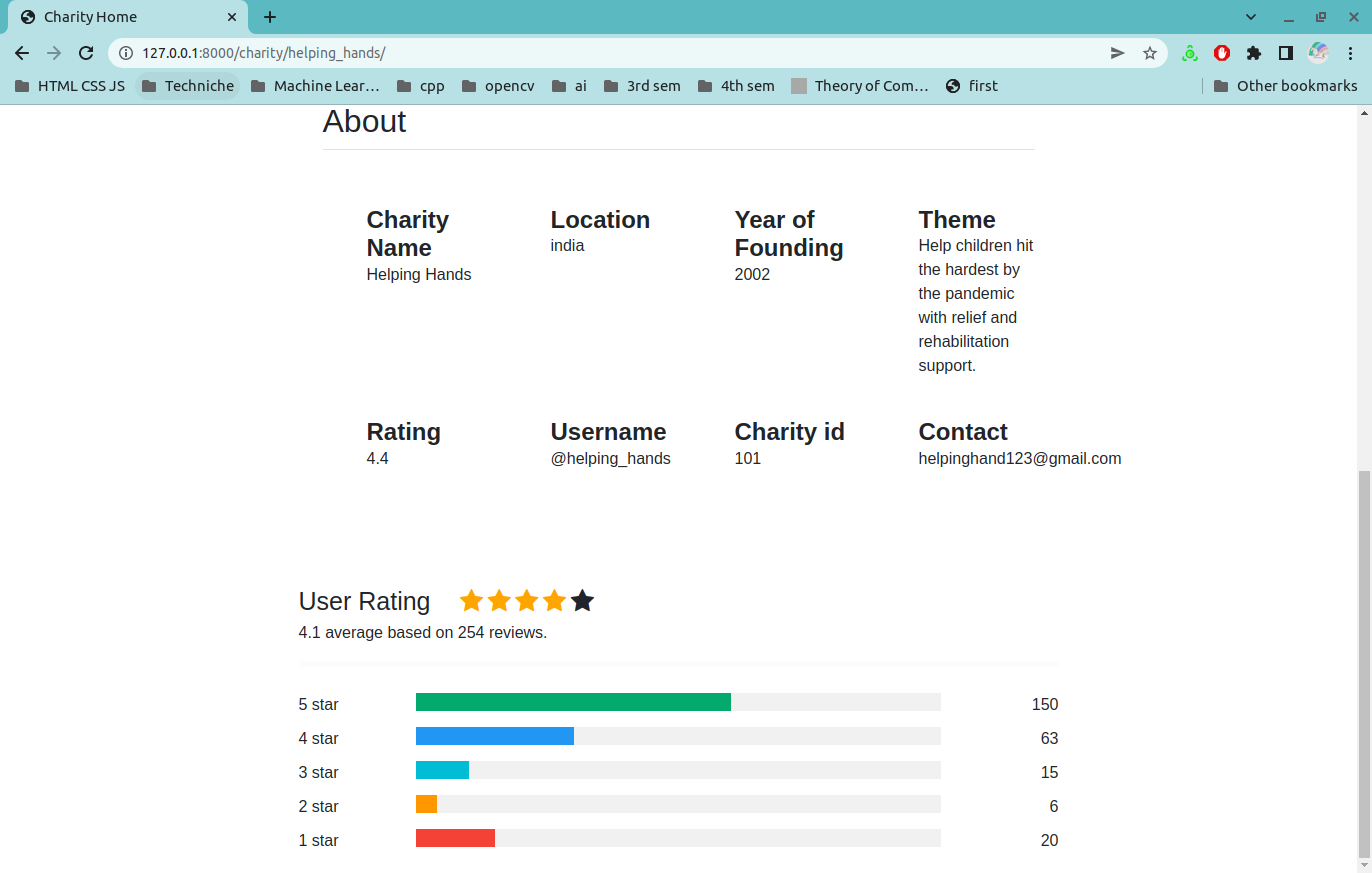 Charity Home
127.0.0.1:8000/charity/helping_hands/
HTML CSS JS Techniche Machine Lear… cpp opencv ai 3rd sem 4th sem Theory of Com… first Other bookmarks
About
Charity Name
Helping Hands
Location
india
Year of Founding
2002
Theme
Help children hit
the hardest by
the pandemic
with relief and
rehabilitation
support.
Rating
4.4
Username
@helping_hands
Charity id
101
Contact
helpinghand123@gmail.com
User Rating
4.1 average based on 254 reviews.
5 star 150
4 star 63
3 star 15
2 star 6
1 star 20